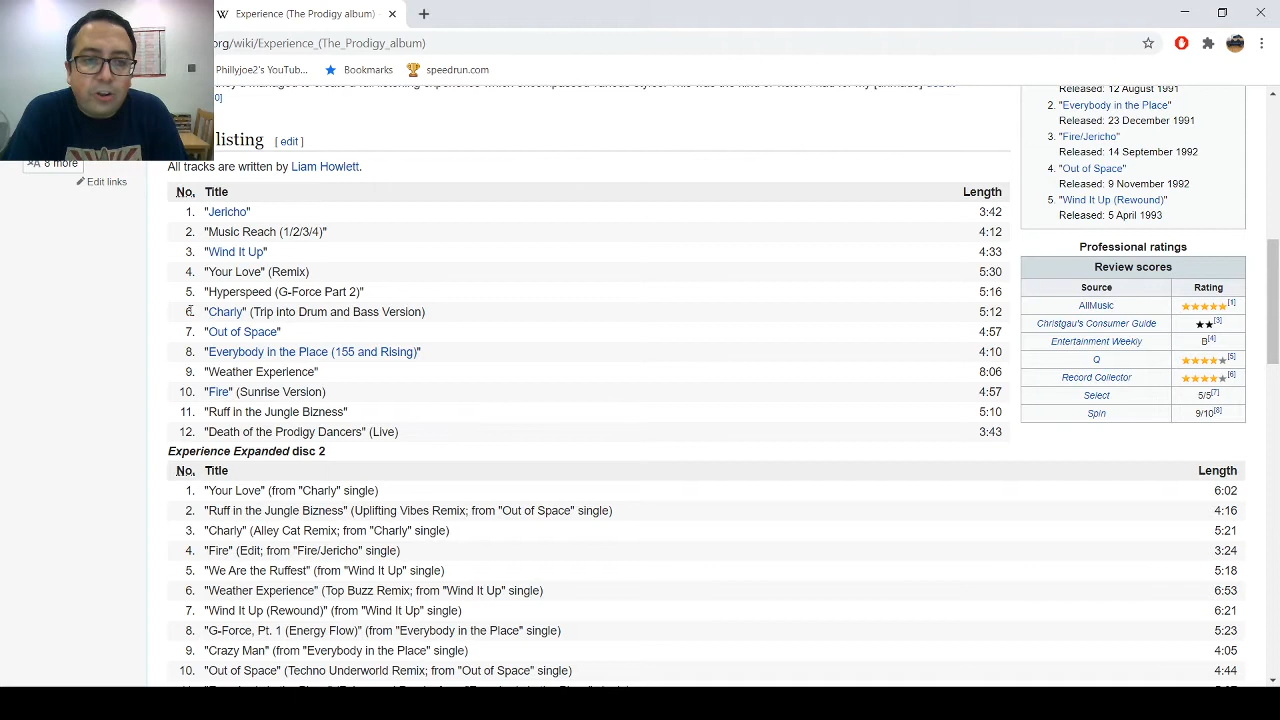 Experience (The Prodigy album)
org/wiki/Experience_(The_Prodigy_album)
Phillyjoe2's YouTub...
Bookmarks
speedrun.com
8 more
Edit links
listing [ edit ]
All tracks are written by Liam Howlett.
No. Title Length
1. "Jericho" 3:42
2. "Music Reach (1/2/3/4)" 4:12
3. "Wind It Up" 4:33
4. "Your Love" (Remix) 5:30
5. "Hyperspeed (G-Force Part 2)" 5:16
6. "Charly" (Trip into Drum and Bass Version) 5:12
7. "Out of Space" 4:57
8. "Everybody in the Place (155 and Rising)" 4:10
9. "Weather Experience" 8:06
10. "Fire" (Sunrise Version) 4:57
11. "Ruff in the Jungle Bizness" 5:10
12. "Death of the Prodigy Dancers" (Live) 3:43
Experience Expanded disc 2
No. Title Length
1. "Your Love" (from "Charly" single) 6:02
2. "Ruff in the Jungle Bizness" (Uplifting Vibes Remix; from "Out of Space" single) 4:16
3. "Charly" (Alley Cat Remix; from "Charly" single) 5:21
4. "Fire" (Edit; from "Fire/Jericho" single) 3:24
5. "We Are the Ruffest" (from "Wind It Up" single) 5:18
6. "Weather Experience" (Top Buzz Remix; from "Wind It Up" single) 6:53
7. "Wind It Up (Rewound)" (from "Wind It Up" single) 6:21
8. "G-Force, Pt. 1 (Energy Flow)" (from "Everybody in the Place" single) 5:23
9. "Crazy Man" (from "Everybody in the Place" single) 4:05
10. "Out of Space" (Techno Underworld Remix; from "Out of Space" single) 4:44
Released: 12 August 1991
2. "Everybody in the Place"
Released: 23 December 1991
3. "Fire/Jericho"
Released: 14 September 1992
4. "Out of Space"
Released: 9 November 1992
5. "Wind It Up (Rewound)"
Released: 5 April 1993
Professional ratings
Review scores
Source Rating
AllMusic ★★★★★[1]
Christgau's Consumer Guide ★★[3]
Entertainment Weekly B[4]
Q ★★★★★[5]
Record Collector ★★★★★[6]
Select 5/5[7]
Spin 9/10[8]